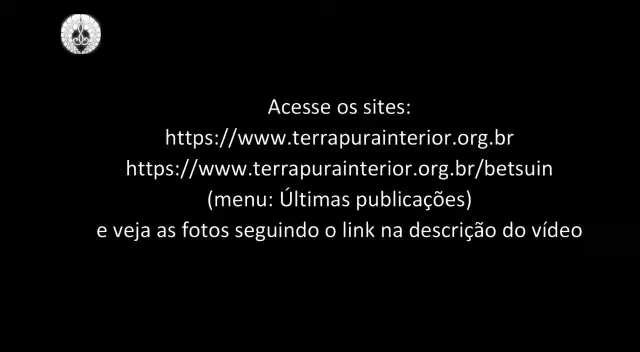 Acesse os sites:
https://www.terrapurainterior.org.br
https://www.terrapurainterior.org.br/betsuin
(menu: Últimas publicações)
e veja as fotos seguindo o link na descrição do vídeo